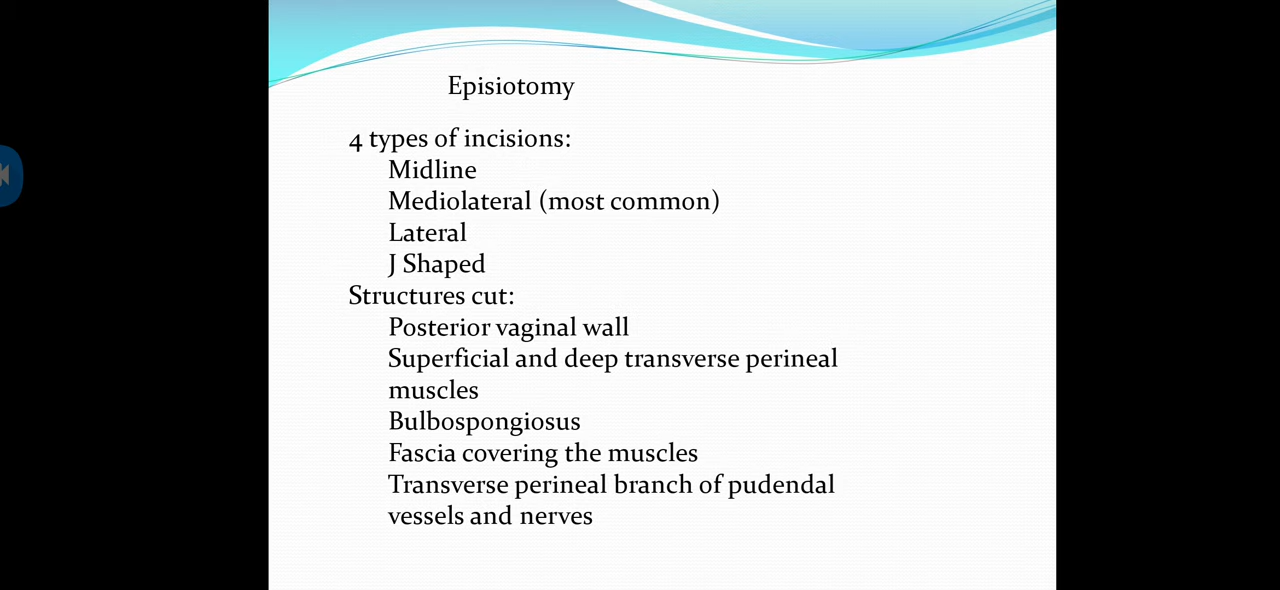 Episiotomy
4 types of incisions:
Midline
Mediolateral (most common)
Lateral
J Shaped
Structures cut:
Posterior vaginal wall
Superficial and deep transverse perineal
muscles
Bulbospongiosus
Fascia covering the muscles
Transverse perineal branch of pudendal
vessels and nerves